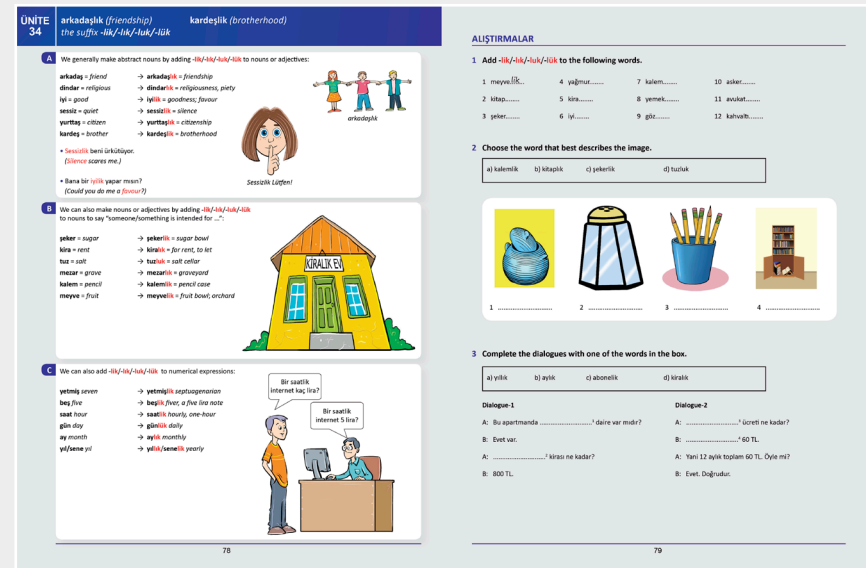 ÜNİTE
34
arkadaşlık (friendship) kardeşlik (brotherhood)
the suffix -lik/-lık/-luk/-lük
A
We generally make abstract nouns by adding -lik/-lık/-luk/-lük to nouns or adjectives:
arkadaş = friend → arkadaşlık = friendship
dindar = religious → dindarlık = religiousness, piety
iyi = good → iyilik = goodness; favour
sessiz = quiet → sessizlik = silence
yurttaş = citizen → yurttaşlık = citizenship
kardeş = brother → kardeşlik = brotherhood
• Sessizlik beni ürkütüyor.
(Silence scares me.)
• Bana bir iyilik yapar mısın?
(Could you do me a favour?)
arkadaşlık
Sessizlik Lütfen!
B
We can also make nouns or adjectives by adding -lik/-lık/-luk/-lük
to nouns to say "someone/something is intended for ...":
şeker = sugar → şekerlik = sugar bowl
kira = rent → kiralık = for rent, to let
tuz = salt → tuzluk = salt cellar
mezar = grave → mezarlık = graveyard
kalem = pencil → kalemlik = pencil case
meyve = fruit → meyvelik = fruit bowl; orchard
KİRALIK EV
C
We can also add -lik/-lık/-luk/-lük to numerical expressions:
yetmiş seven → yetmişlik septuagenarian
beş five → beşlik fiver, a five lira note
saat hour → saatlik hourly, one-hour
gün day → günlük daily
ay month → aylık monthly
yıl/sene yıl → yıllık/senelik yearly
Bir saatlik
internet kaç lira?
Bir saatlik
internet 5 lira?
78
ALIŞTIRMALAR
1 Add -lik/-lık/-luk/-lük to the following words.
1 meyve.lik... 4 yağmur........ 7 kalem........ 10 asker........
2 kitap........ 5 kira........ 8 yemek........ 11 avukat........
3 şeker........ 6 iyi........ 9 göz........ 12 kahvaltı........
2 Choose the word that best describes the image.
a) kalemlik b) kitaplık c) şekerlik d) tuzluk
1 ............................ 2 ............................ 3 ............................ 4 ............................
3 Complete the dialogues with one of the words in the box.
a) yıllık b) aylık c) abonelik d) kiralık
Dialogue-1
A: Bu apartmanda ...........................¹ daire var mıdır?
B: Evet var.
A: ...........................² kirası ne kadar?
B: 800 TL.
Dialogue-2
A: ...........................³ ücreti ne kadar?
B: ...........................⁴ 60 TL.
A: Yani 12 aylık toplam 60 TL. Öyle mi?
B: Evet. Doğrudur.
79